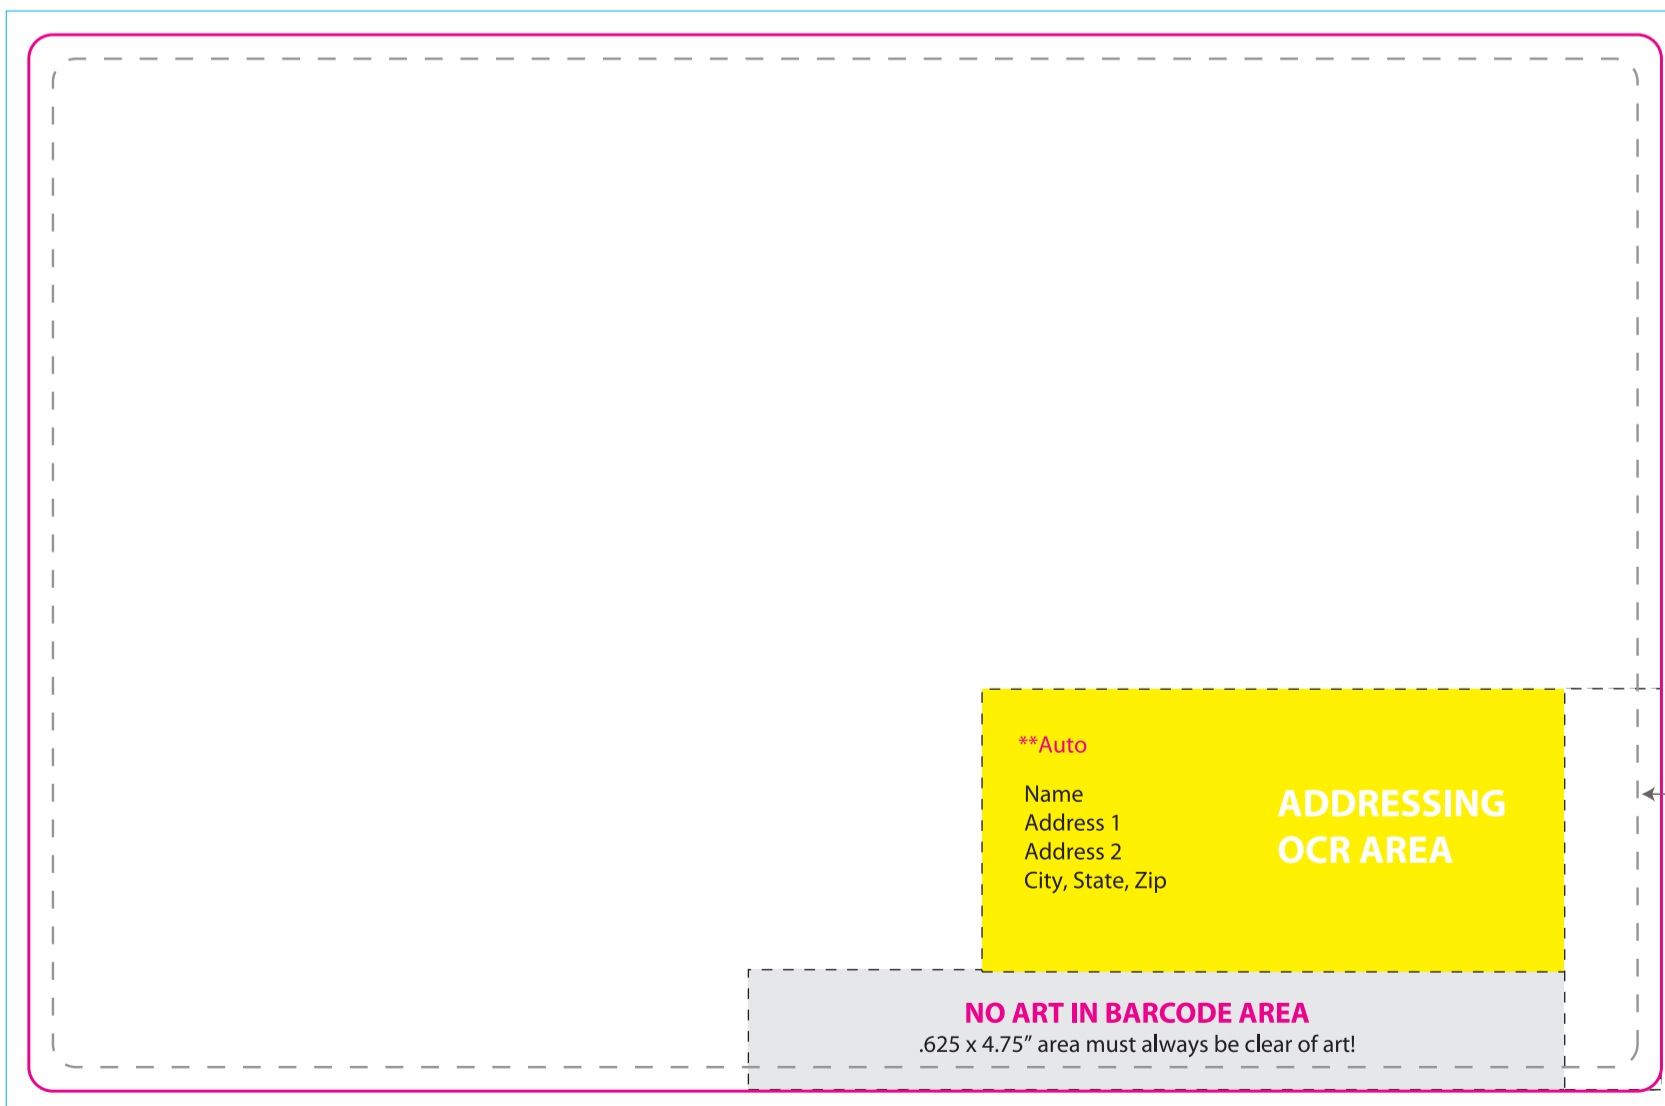 **Auto
Name
Address 1
Address 2
City, State, Zip
ADDRESSING
OCR AREA
NO ART IN BARCODE AREA
.625 x 4.75” area must always be clear of art!